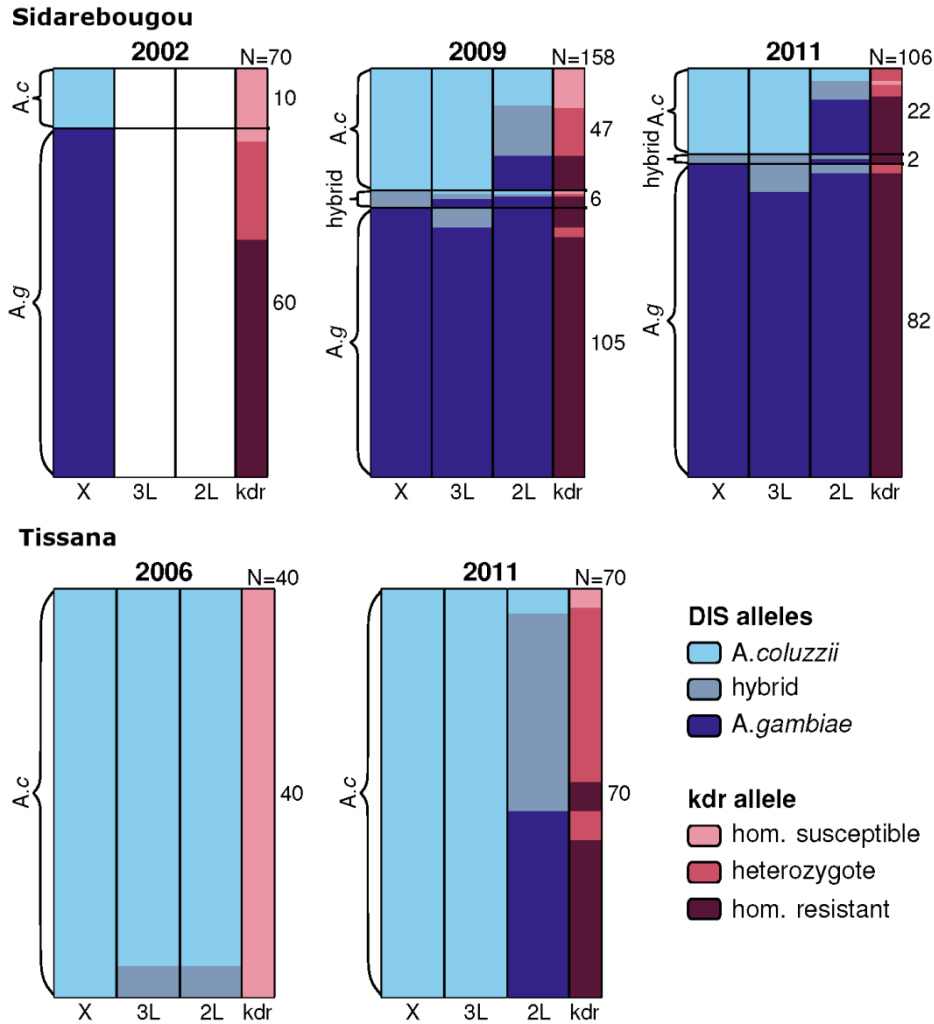 Sidarebougou
2002 N=70
2009 N=158
2011 N=106
A.c
10
A.g
60
X 3L 2L kdr
A.c
47
hybrid
6
A.g
105
X 3L 2L kdr
A.c
22
hybrid
2
A.g
82
X 3L 2L kdr
Tissana
2006 N=40
2011 N=70
A.c
40
X 3L 2L kdr
A.c
70
X 3L 2L kdr
DIS alleles
A.coluzzii
hybrid
A.gambiae
kdr allele
hom. susceptible
heterozygote
hom. resistant